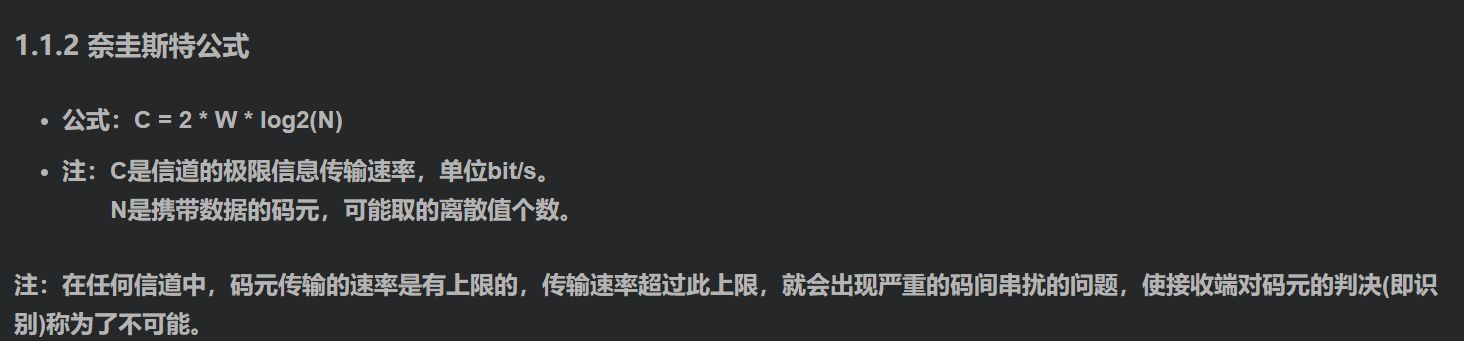 1.1.2 奈圭斯特公式
公式：C = 2 * W * log2(N)
注：C是信道的极限信息传输速率，单位bit/s。
N是携带数据的码元，可能取的离散值个数。
注：在任何信道中，码元传输的速率是有上限的，传输速率超过此上限，就会出现严重的码间串扰的问题，使接收端对码元的判决(即识
别)称为了不可能。